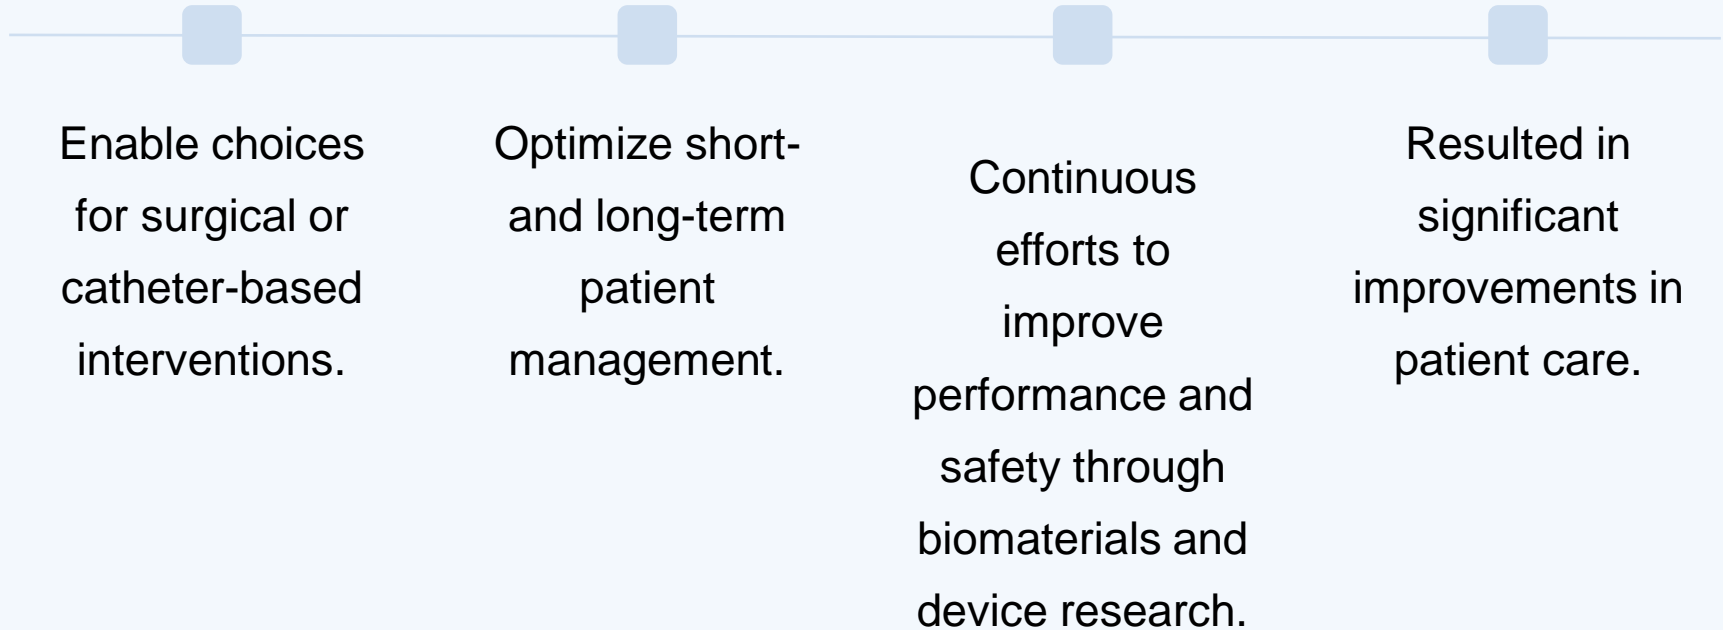 Enable choices
for surgical or
catheter-based
interventions.
Optimize short-
and long-term
patient
management.
Continuous
efforts to
improve
performance and
safety through
biomaterials and
device research.
Resulted in
significant
improvements in
patient care.